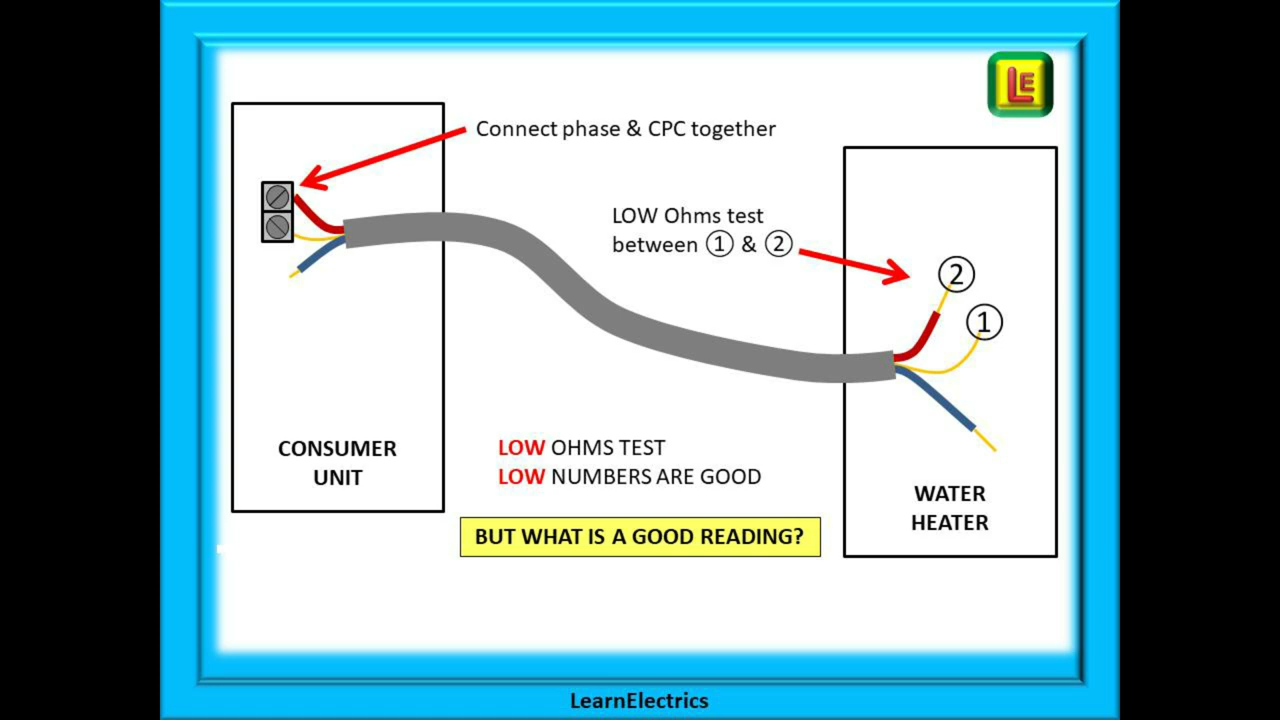 LE
Connect phase & CPC together
LOW Ohms test
between ① & ②
②
①
CONSUMER
UNIT
LOW OHMS TEST
LOW NUMBERS ARE GOOD
WATER
HEATER
BUT WHAT IS A GOOD READING?
LearnElectrics